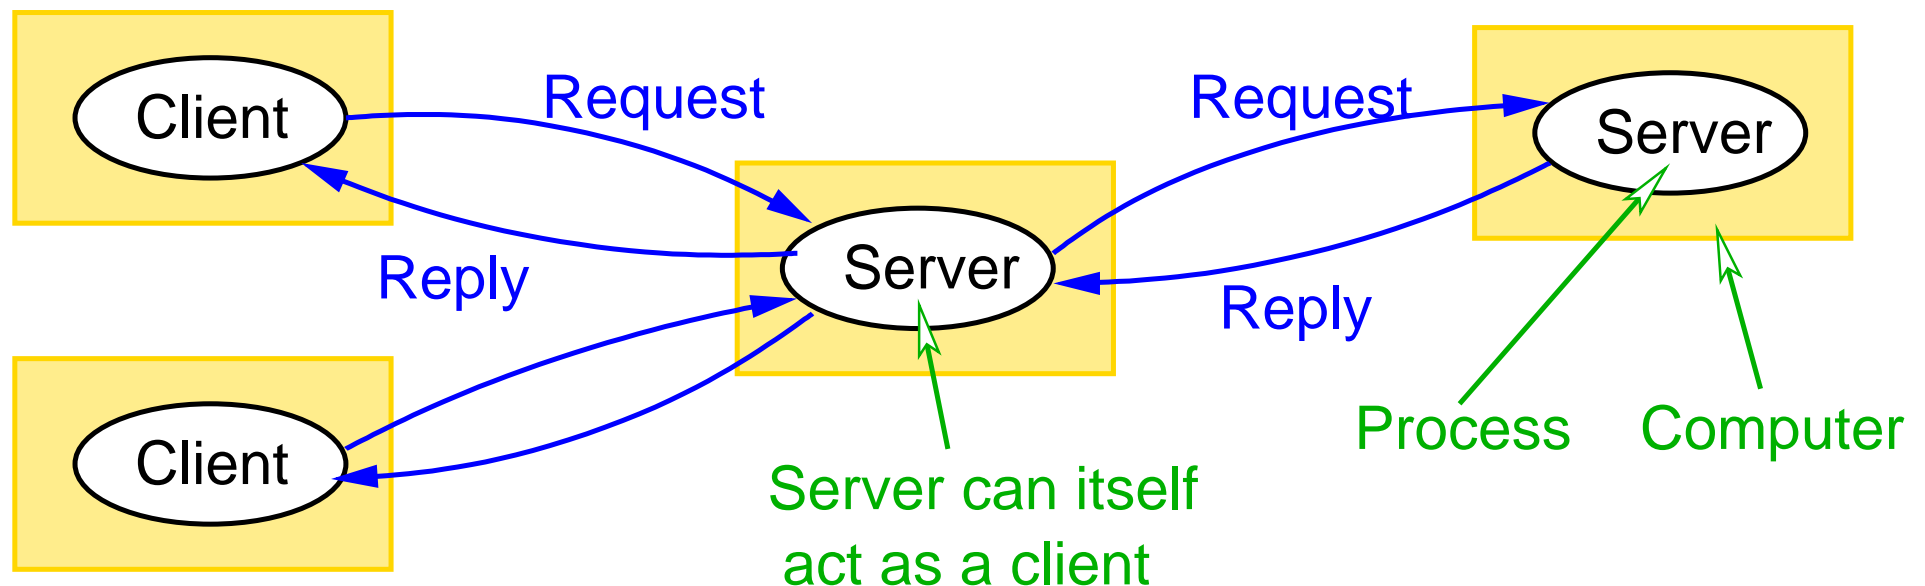 Client
Request
Request
Server
Server
Reply
Reply
Client
Process
Computer
Server can itself
act as a client